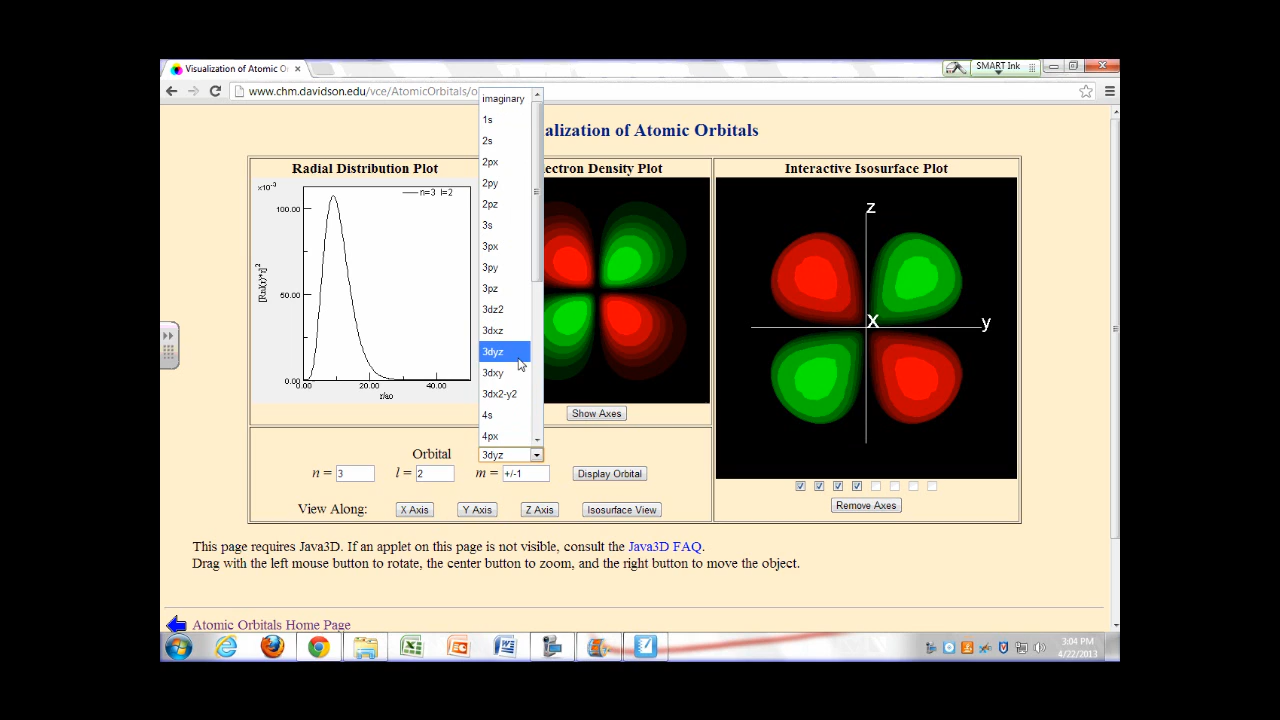 Visualization of Atomic O
SMART Ink
www.chm.davidson.edu/vce/AtomicOrbitals/o
alization of Atomic Orbitals
Radial Distribution Plot
ectron Density Plot
Interactive Isosurface Plot
×10⁻³
n=3 l=2
100.00
50.00
0.00
0.00 20.00 40.00
r/ao
imaginary
1s
2s
2px
2py
2pz
3s
3px
3py
3pz
3dz2
3dxz
3dyz
3dxy
3dx2-y2
4s
4px
z
X
y
Show Axes
Orbital 3dyz
n = 3 l = 2 m = +/-1 Display Orbital
View Along: X Axis Y Axis Z Axis Isosurface View
Remove Axes
This page requires Java3D. If an applet on this page is not visible, consult the Java3D FAQ.
Drag with the left mouse button to rotate, the center button to zoom, and the right button to move the object.
Atomic Orbitals Home Page
3:04 PM
4/22/2013